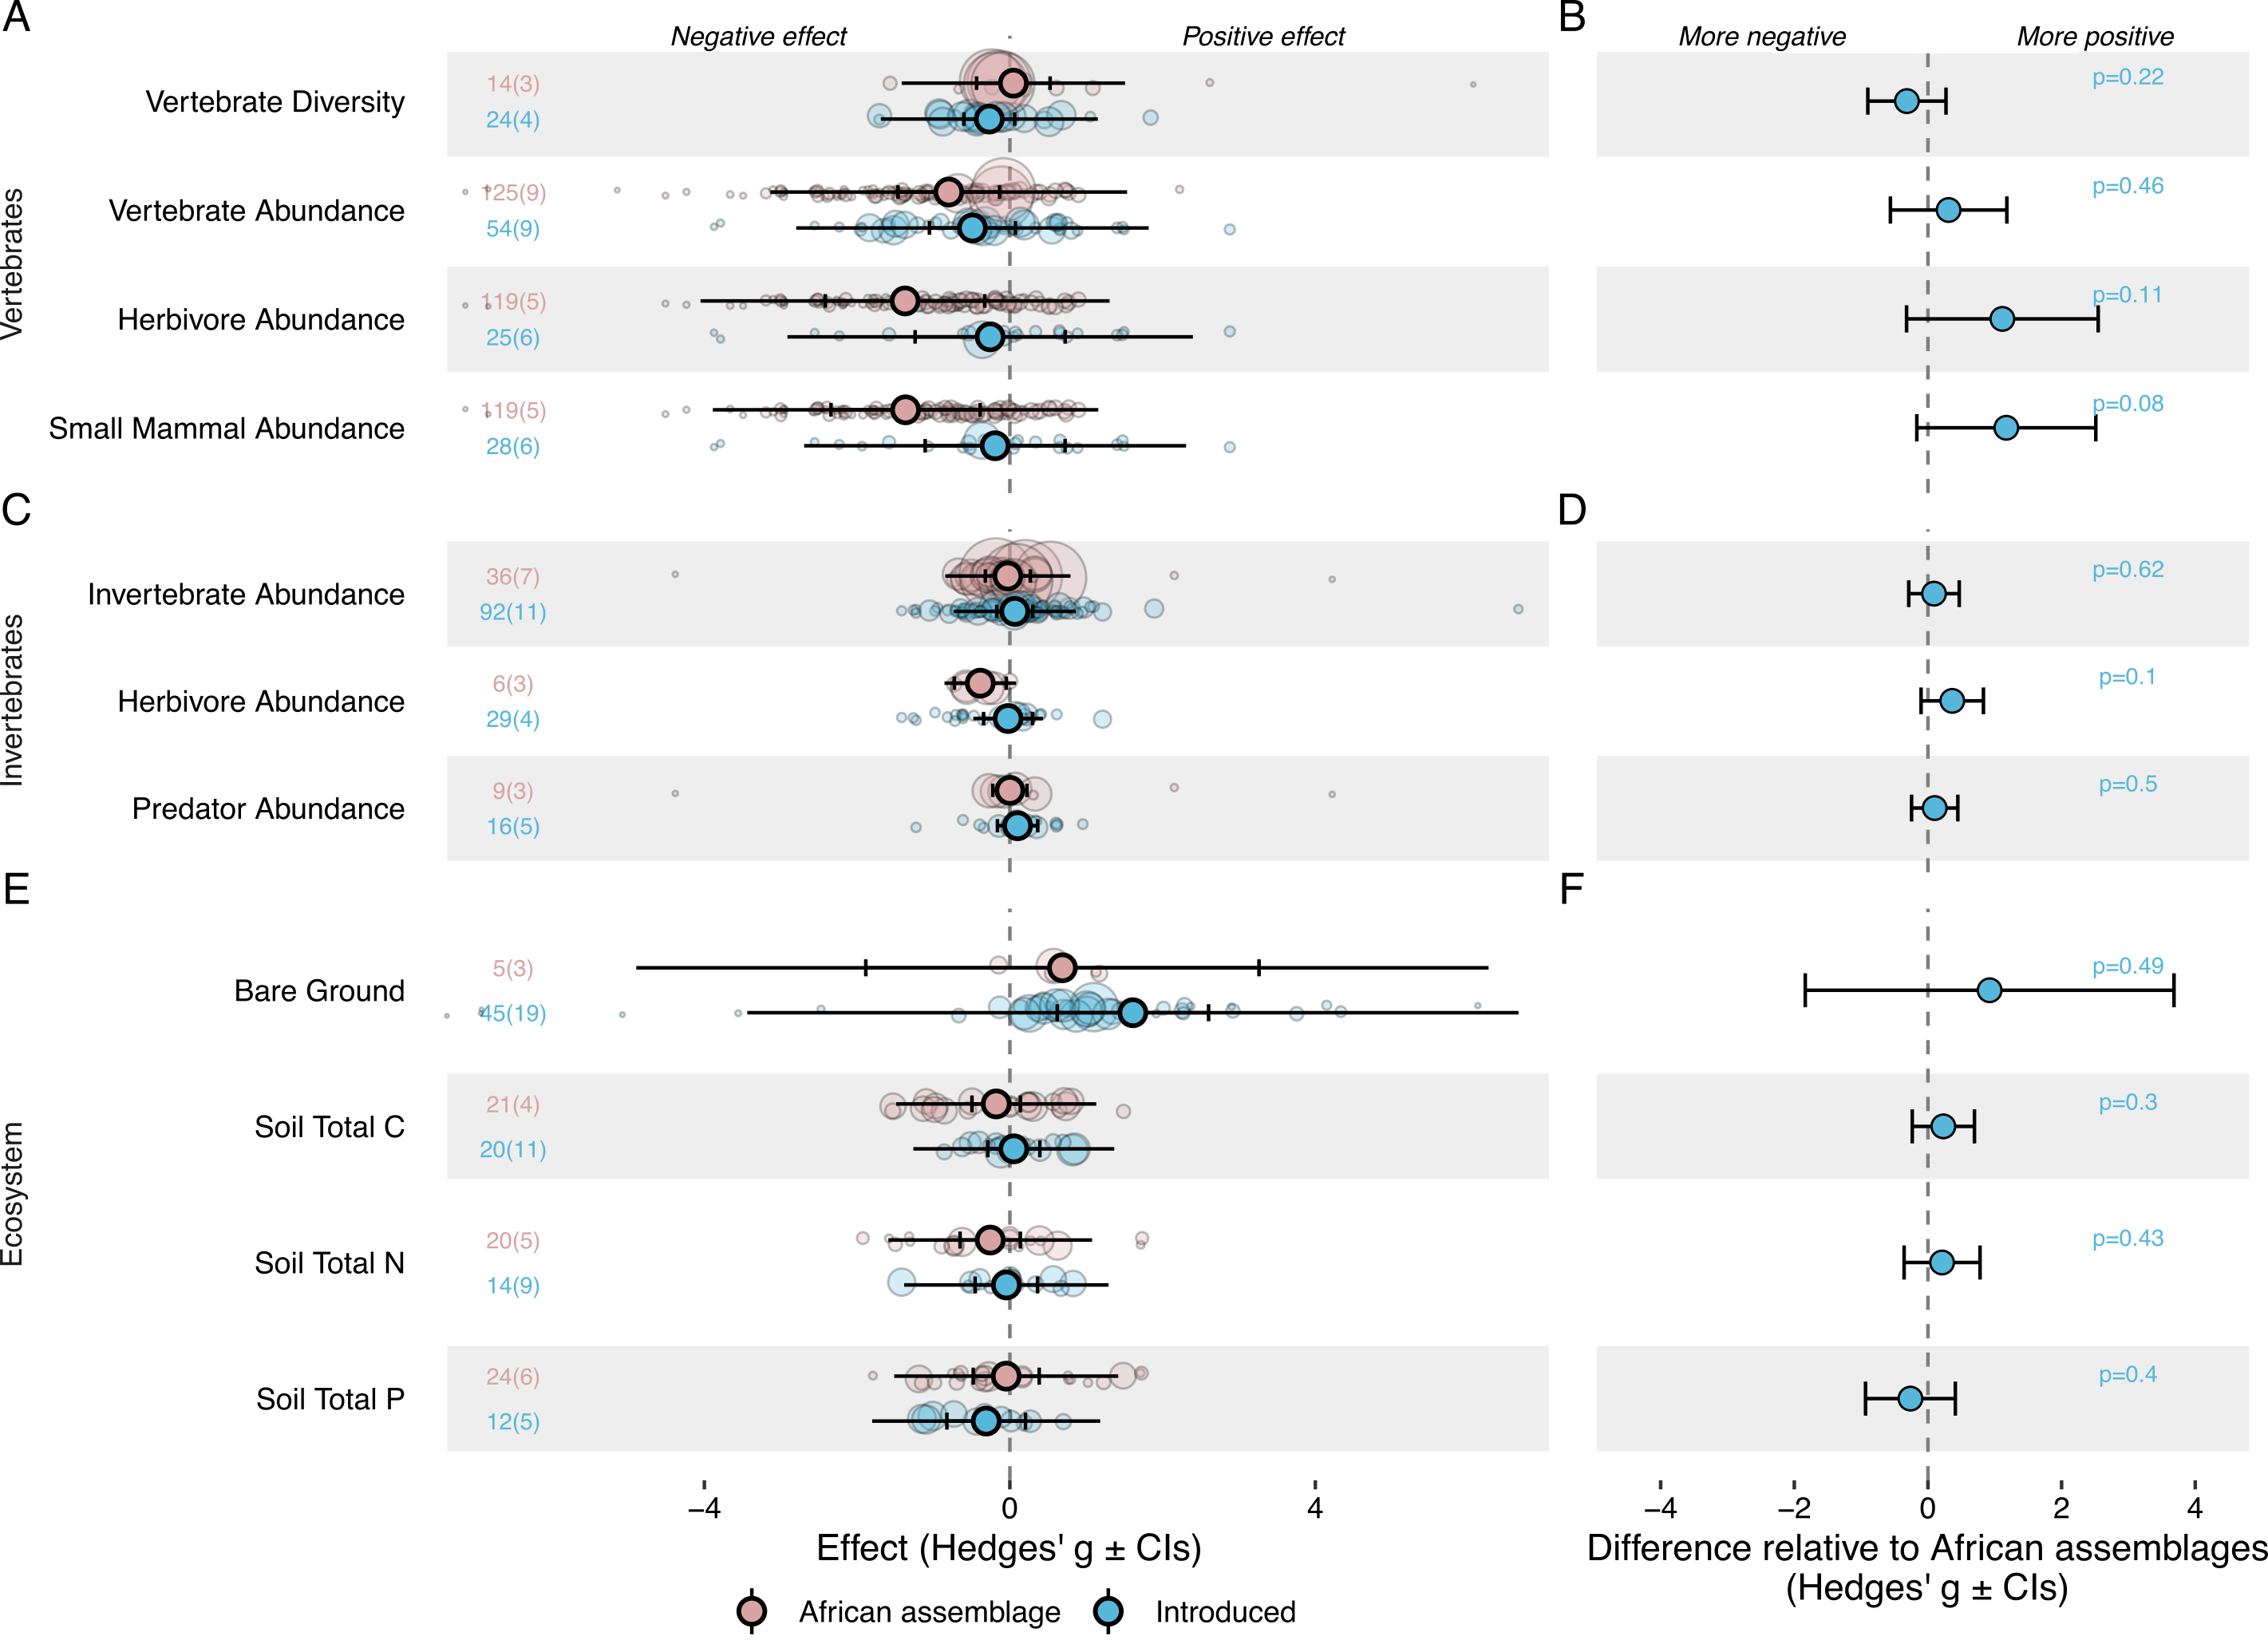 A
B
Negative effect
Positive effect
More negative
More positive
Vertebrates
Vertebrate Diversity
14(3)
24(4)
p=0.22
Vertebrate Abundance
125(9)
54(9)
p=0.46
Herbivore Abundance
119(5)
25(6)
p=0.11
Small Mammal Abundance
119(5)
28(6)
p=0.08
C
D
Invertebrates
Invertebrate Abundance
36(7)
92(11)
p=0.62
Herbivore Abundance
6(3)
29(4)
p=0.1
Predator Abundance
9(3)
16(5)
p=0.5
E
F
Ecosystem
Bare Ground
5(3)
45(19)
p=0.49
Soil Total C
21(4)
20(11)
p=0.3
Soil Total N
20(5)
14(9)
p=0.43
Soil Total P
24(6)
12(5)
p=0.4
−4 0 4
−4 −2 0 2 4
Effect (Hedges' g ± CIs)
Difference relative to African assemblages
(Hedges' g ± CIs)
African assemblage
Introduced